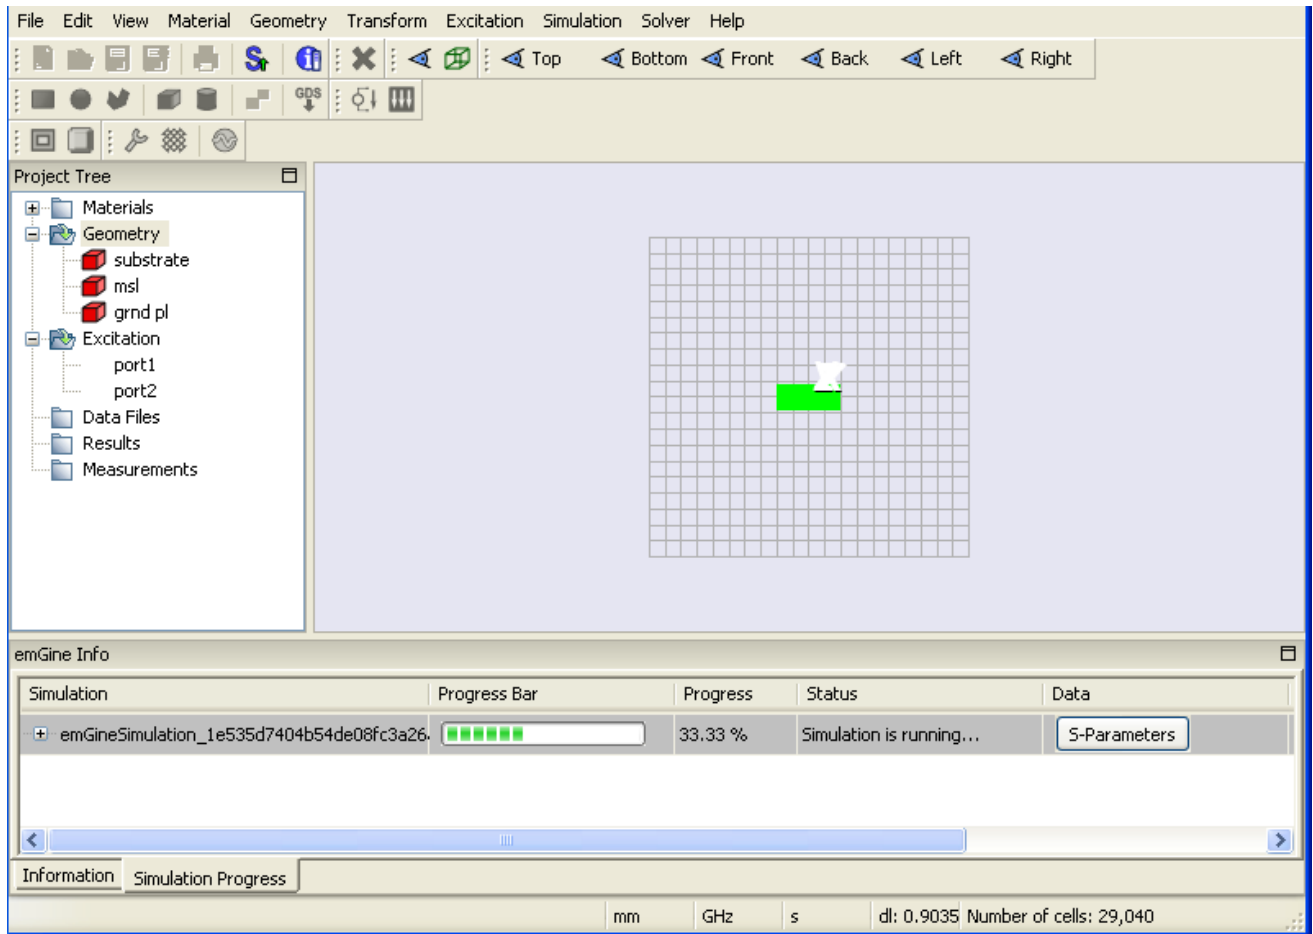 File Edit View Material Geometry Transform Excitation Simulation Solver Help
Top Bottom Front Back Left Right
GDS
Project Tree
Materials
Geometry
substrate
msl
grnd pl
Excitation
port1
port2
Data Files
Results
Measurements
emGine Info
Simulation Progress Bar Progress Status Data
emGineSimulation_1e535d7404b54de08fc3a26 33.33 % Simulation is running... S-Parameters
Information Simulation Progress
mm GHz s dl: 0.9035 Number of cells: 29,040